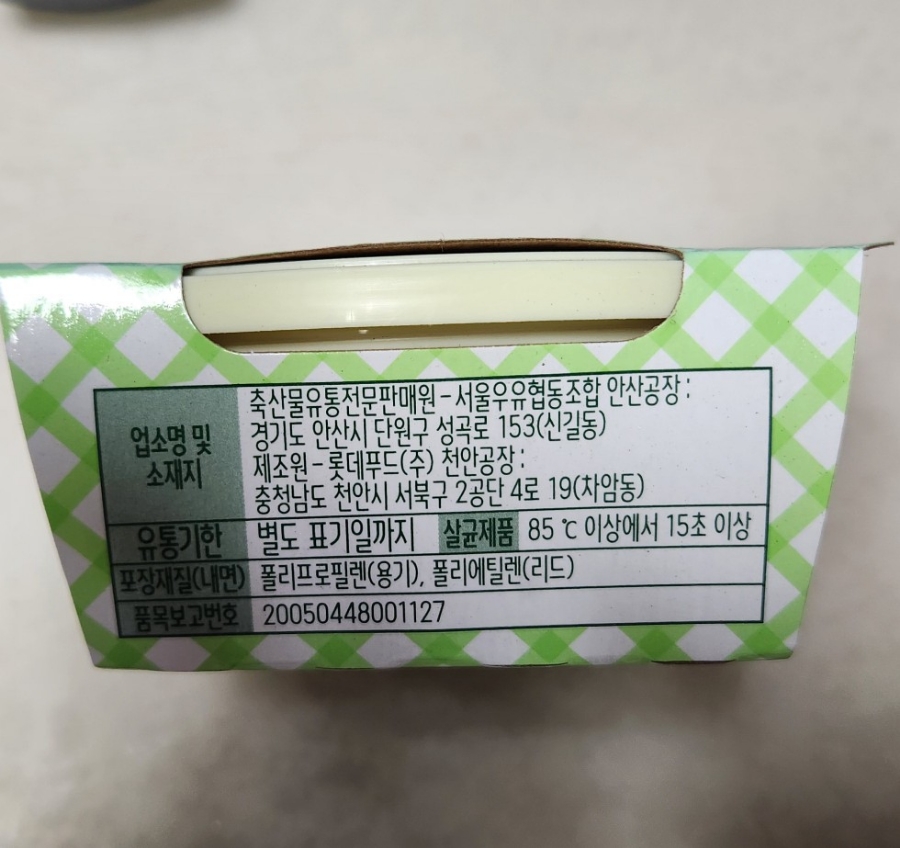 업소명 및
소재지
축산물유통전문판매원-서울우유협동조합 안산공장:
경기도 안산시 단원구 성곡로 153(신길동)
제조원-롯데푸드(주) 천안공장:
충청남도 천안시 서북구 2공단 4로 19(차암동)
유통기한 별도 표기일까지 살균제품 85 ℃ 이상에서 15초 이상
포장재질(내면) 폴리프로필렌(용기), 폴리에틸렌(리드)
품목보고번호 20050448001127